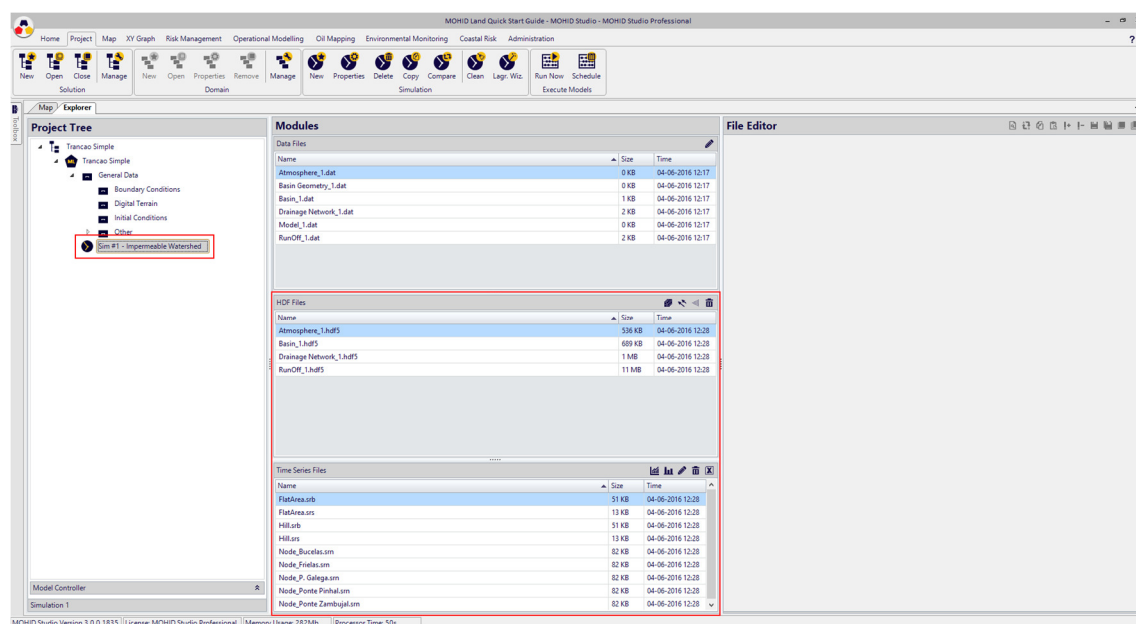 MOHID Land Quick Start Guide - MOHID Studio - MOHID Studio Professional
Home Project Map XY Graph Risk Management Operational Modelling Oil Mapping Environmental Monitoring Coastal Risk Administration ?
New Open Close Manage New Open Properties Remove Manage New Properties Delete Copy Compare Clean Lagr. Wiz. Run Now Schedule
Solution Domain Simulation Execute Models
Map Explorer
Toolbox
Project Tree
Trancao Simple
Trancao Simple
General Data
Boundary Conditions
Digital Terrain
Initial Conditions
Other
Sim #1 - Impermeable Watershed
Model Controller
Simulation 1
Modules
Data Files
Name Size Time
Atmosphere_1.dat 0 KB 04-06-2016 12:17
Basin Geometry_1.dat 0 KB 04-06-2016 12:17
Basin_1.dat 1 KB 04-06-2016 12:17
Drainage Network_1.dat 2 KB 04-06-2016 12:17
Model_1.dat 0 KB 04-06-2016 12:17
RunOff_1.dat 2 KB 04-06-2016 12:17
HDF Files
Name Size Time
Atmosphere_1.hdf5 536 KB 04-06-2016 12:28
Basin_1.hdf5 689 KB 04-06-2016 12:28
Drainage Network_1.hdf5 1 MB 04-06-2016 12:28
RunOff_1.hdf5 11 MB 04-06-2016 12:28
Time Series Files
Name Size Time
FlatArea.srb 51 KB 04-06-2016 12:28
FlatArea.srs 13 KB 04-06-2016 12:28
Hill.srb 51 KB 04-06-2016 12:28
Hill.srs 13 KB 04-06-2016 12:28
Node_Bucelas.srn 82 KB 04-06-2016 12:28
Node_Frielas.srn 82 KB 04-06-2016 12:28
Node_P. Galega.srn 82 KB 04-06-2016 12:28
Node_Ponte Pinhal.srn 82 KB 04-06-2016 12:28
Node_Ponte Zambujal.srn 82 KB 04-06-2016 12:28
File Editor
MOHID Studio Version 3.0.0.1835 License: MOHID Studio Professional Memory Usage: 282Mb Processor Time: 50s